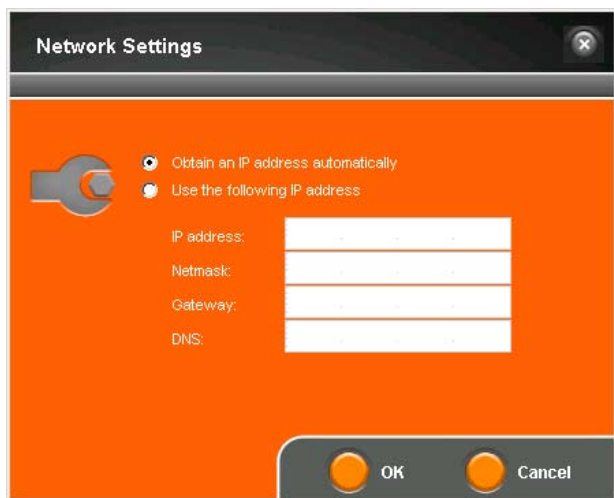 Network Settings
Obtain an IP address automatically
Use the following IP address
IP address:
Netmask:
Gateway:
DNS:
OK Cancel